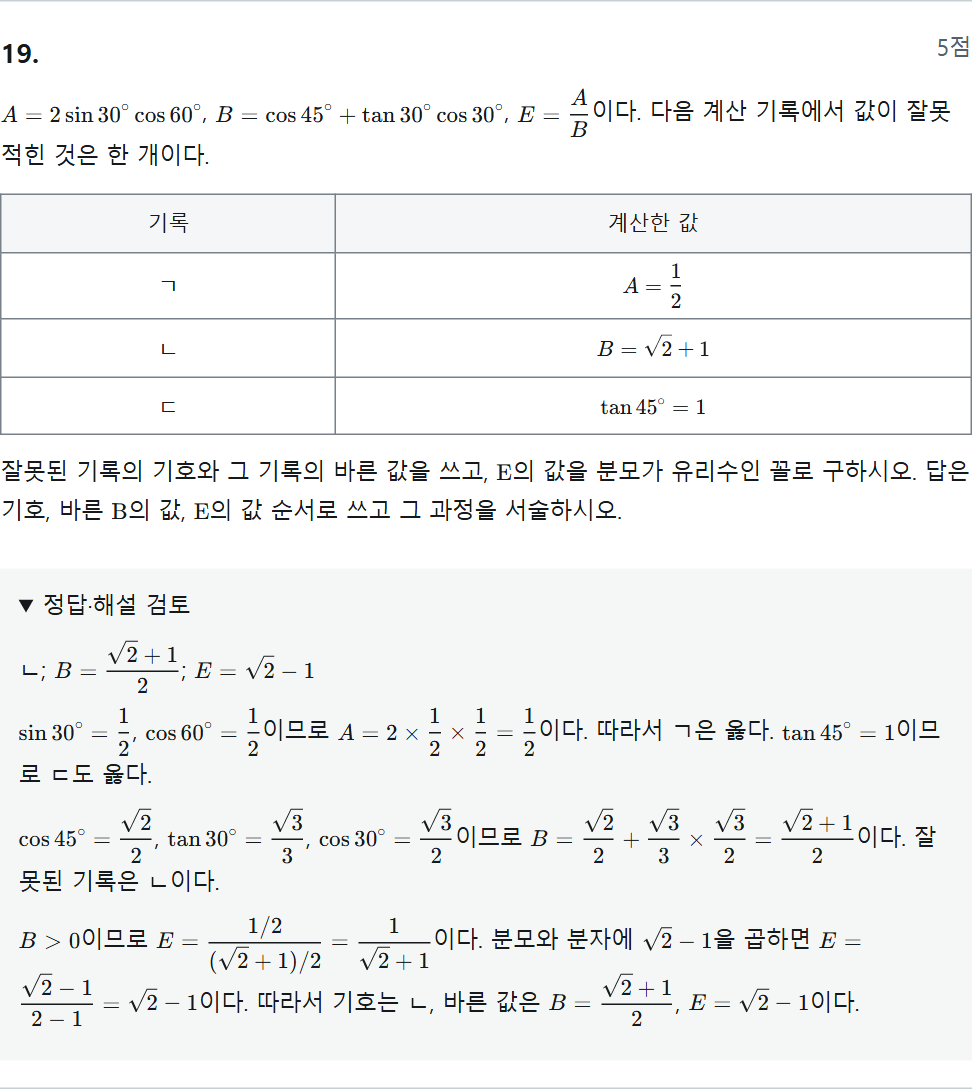 19.
5점
A = 2 sin 30° cos 60°, B = cos 45° + tan 30° cos 30°, E = A/B이다. 다음 계산 기록에서 값이 잘못
적힌 것은 한 개이다.
기록 계산한 값
ㄱ A = 1/2
ㄴ B = √2 + 1
ㄷ tan 45° = 1
잘못된 기록의 기호와 그 기록의 바른 값을 쓰고, E의 값을 분모가 유리수인 꼴로 구하시오. 답은
기호, 바른 B의 값, E의 값 순서로 쓰고 그 과정을 서술하시오.
▼ 정답·해설 검토
ㄴ; B = (√2 + 1)/2; E = √2 − 1
sin 30° = 1/2, cos 60° = 1/2이므로 A = 2 × 1/2 × 1/2 = 1/2이다. 따라서 ㄱ은 옳다. tan 45° = 1이므
로 ㄷ도 옳다.
cos 45° = √2/2, tan 30° = √3/3, cos 30° = √3/2이므로 B = √2/2 + √3/3 × √3/2 = (√2 + 1)/2이다. 잘
못된 기록은 ㄴ이다.
B > 0이므로 E = (1/2)/((√2 + 1)/2) = 1/(√2 + 1)이다. 분모와 분자에 √2 − 1을 곱하면 E =
(√2 − 1)/(2 − 1) = √2 − 1이다. 따라서 기호는 ㄴ, 바른 값은 B = (√2 + 1)/2, E = √2 − 1이다.